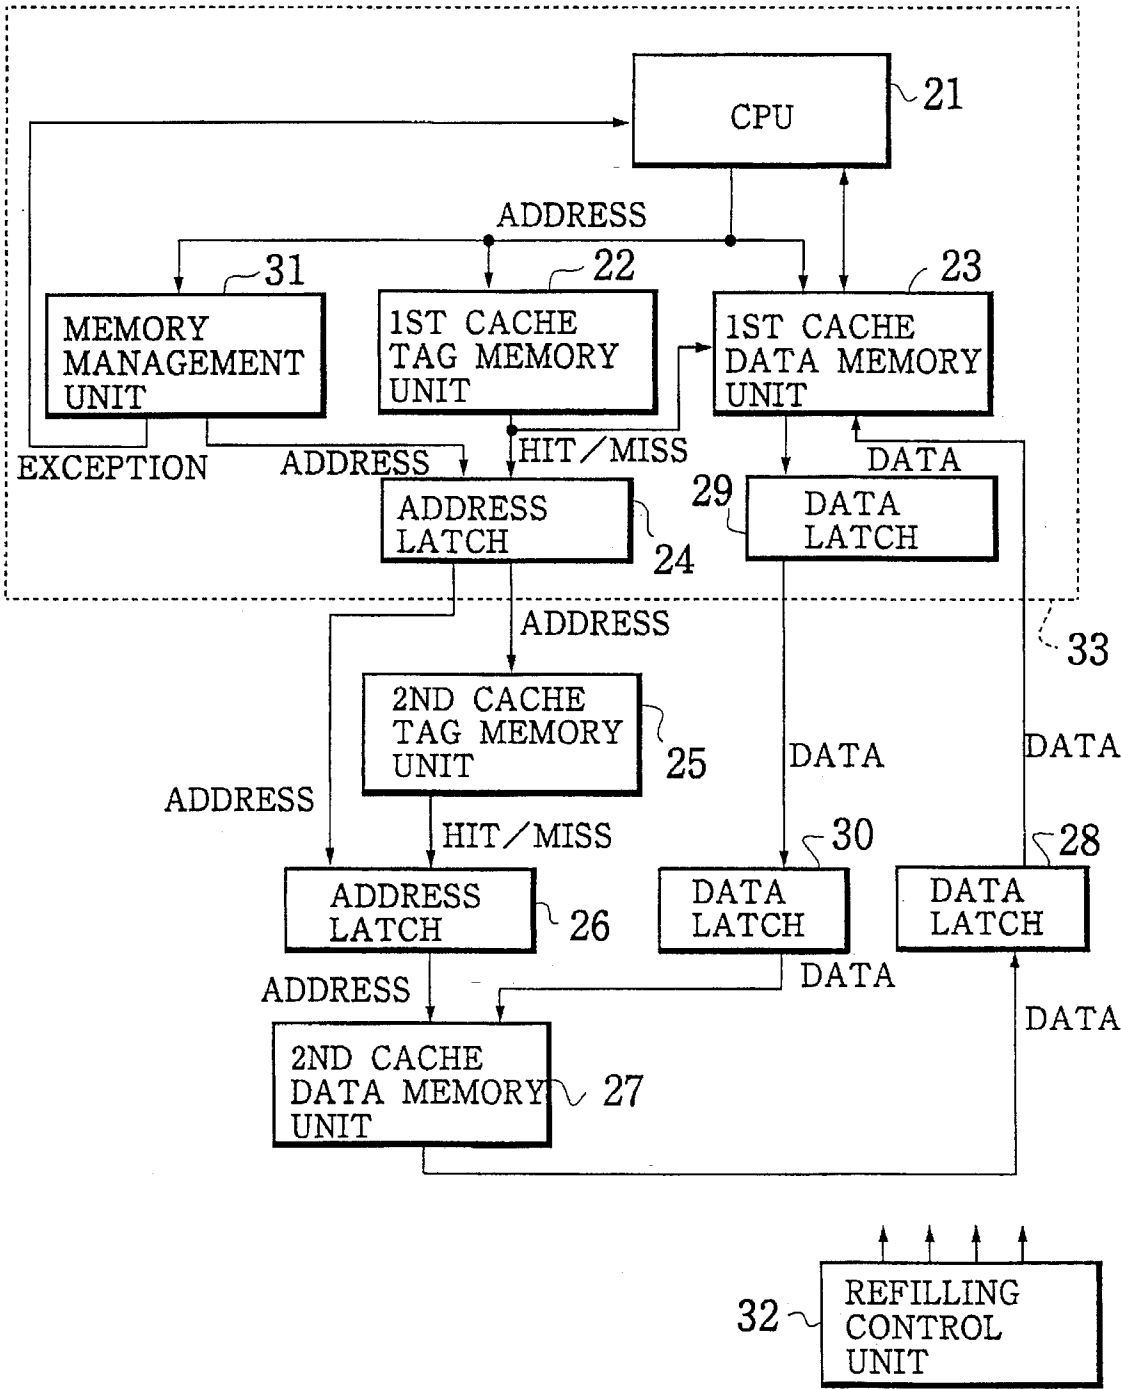 CPU
21
ADDRESS
31
22
23
MEMORY
MANAGEMENT
UNIT
1ST CACHE
TAG MEMORY
UNIT
1ST CACHE
DATA MEMORY
UNIT
EXCEPTION
ADDRESS
HIT/MISS
DATA
ADDRESS
LATCH
24
29
DATA
LATCH
ADDRESS
33
2ND CACHE
TAG MEMORY
UNIT
25
DATA
DATA
ADDRESS
HIT/MISS
30
28
ADDRESS
LATCH
26
DATA
LATCH
DATA
LATCH
ADDRESS
DATA
DATA
2ND CACHE
DATA MEMORY
UNIT
27
32
REFILLING
CONTROL
UNIT